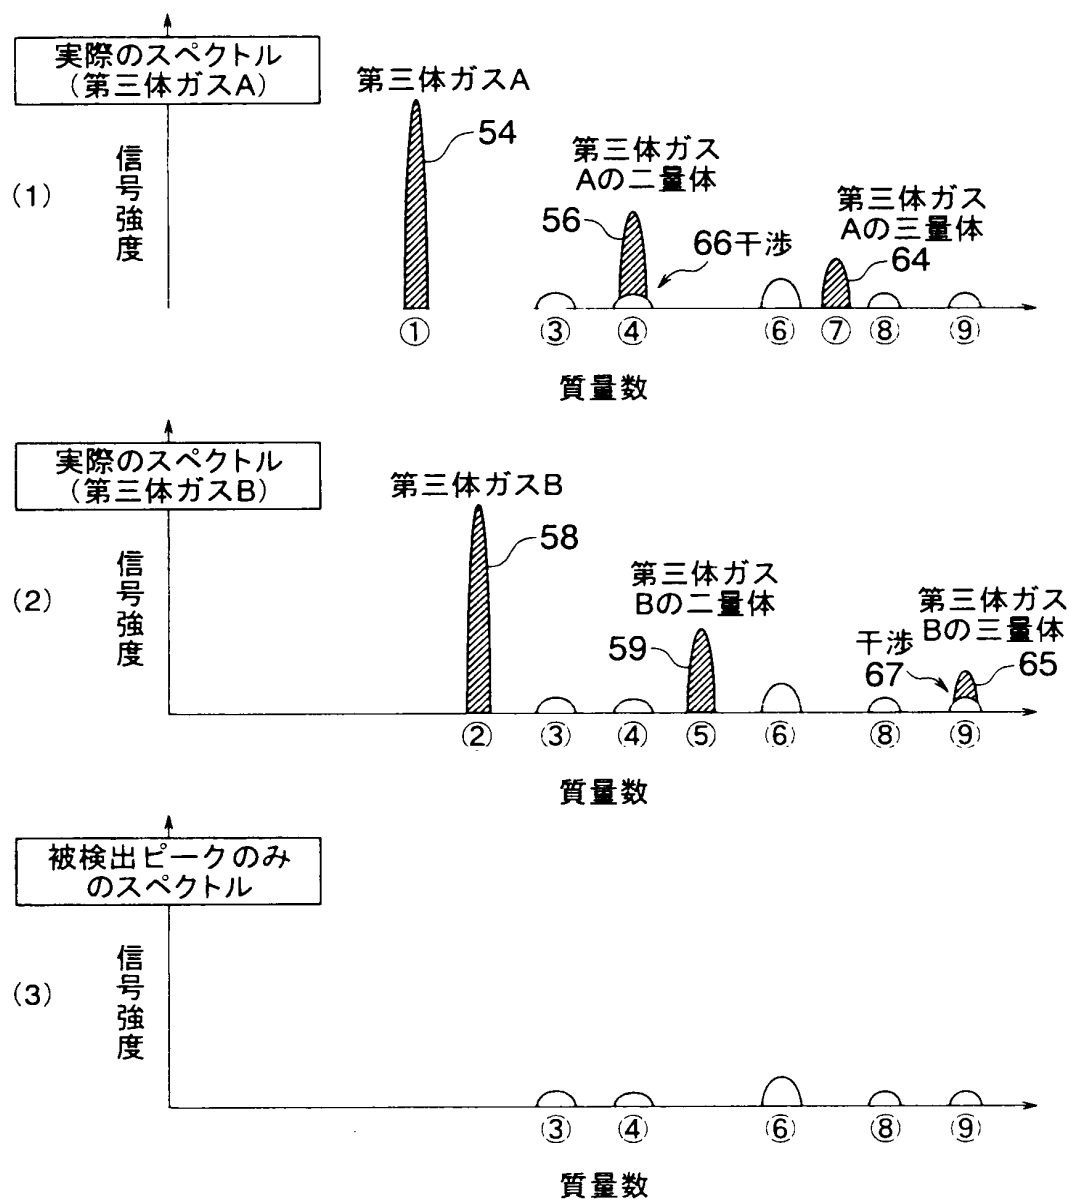 実際のスペクトル
（第三体ガスA）
(1)
信号強度
第三体ガスA
54
第三体ガス
Aの二量体
56
66干渉
第三体ガス
Aの三量体
64
① ③ ④ ⑥ ⑦ ⑧ ⑨
質量数
実際のスペクトル
（第三体ガスB）
(2)
信号強度
第三体ガスB
58
第三体ガス
Bの二量体
59
第三体ガス
Bの三量体
干渉
67
65
② ③ ④ ⑤ ⑥ ⑧ ⑨
質量数
被検出ピークのみ
のスペクトル
(3)
信号強度
③ ④ ⑥ ⑧ ⑨
質量数